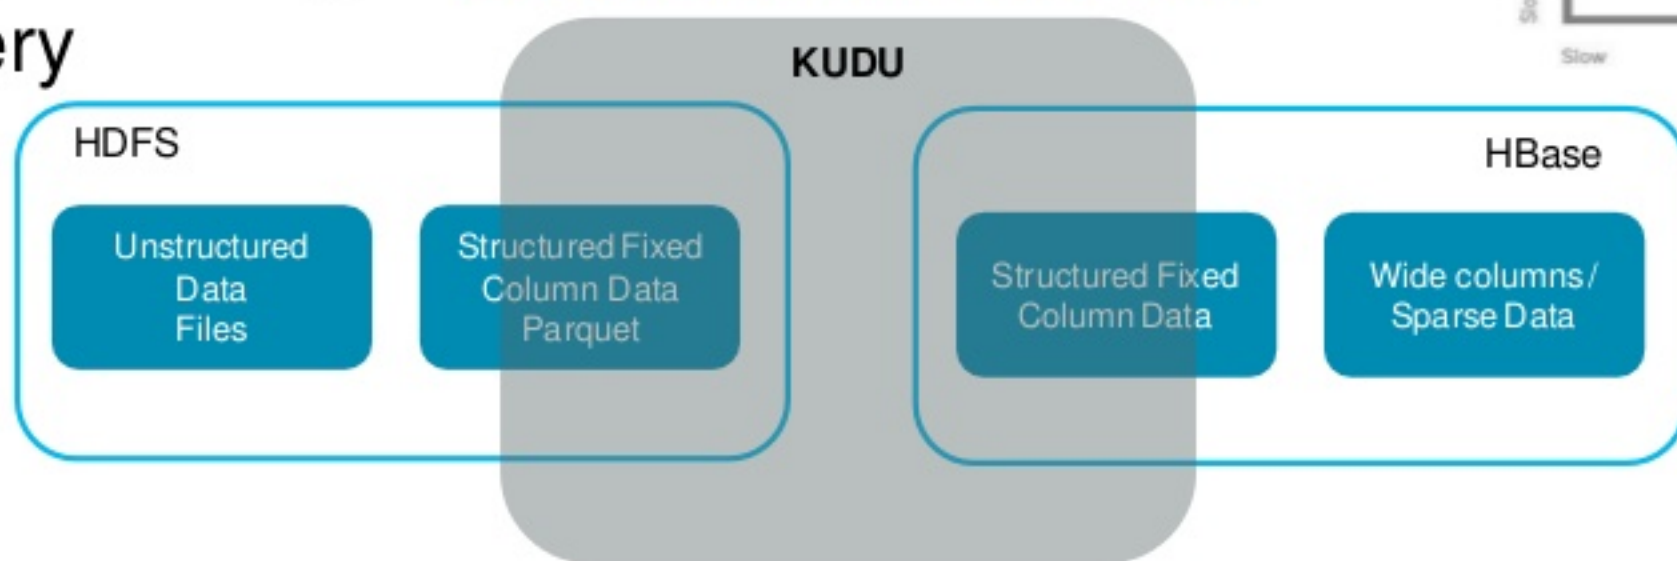 ery
KUDU
Slow
HDFS
HBase
Unstructured
Data
Files
Structured Fixed
Column Data
Parquet
Structured Fixed
Column Data
Wide columns /
Sparse Data